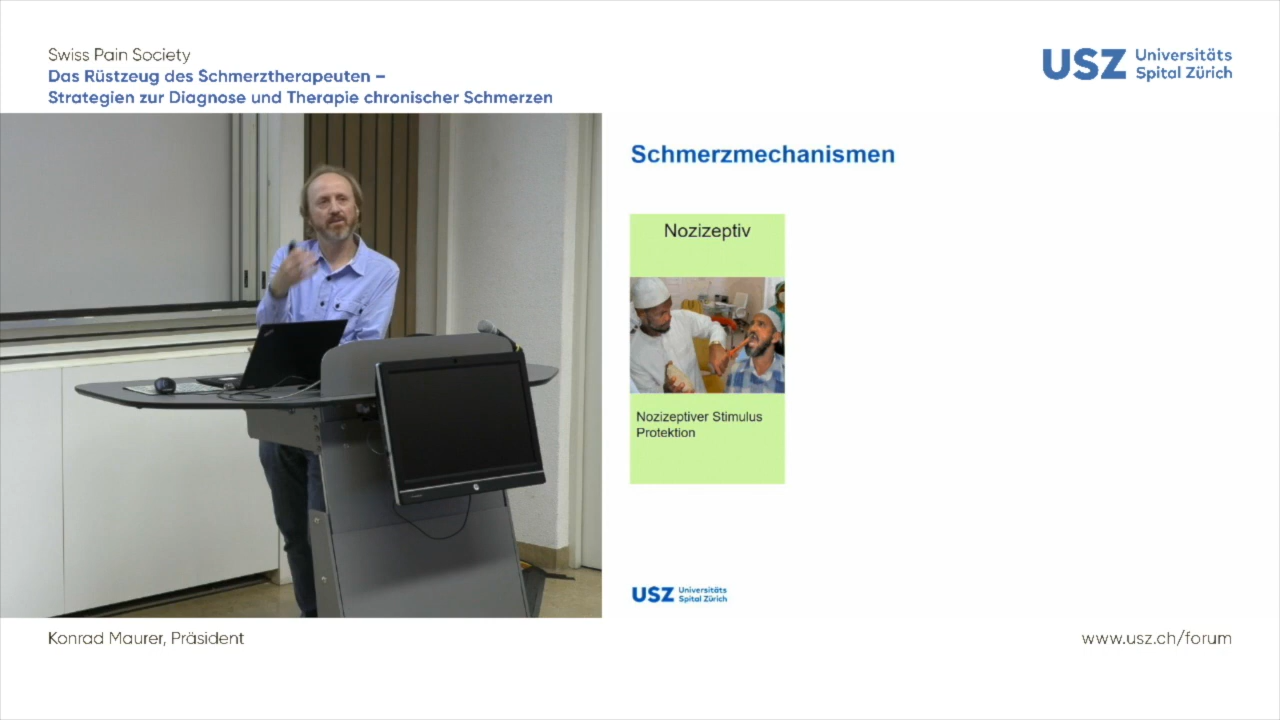 Swiss Pain Society
Das Rüstzeug des Schmerztherapeuten –
Strategien zur Diagnose und Therapie chronischer Schmerzen
USZ Universitäts
Spital Zürich
Schmerzmechanismen
Nozizeptiv
Nozizeptiver Stimulus
Protektion
USZ Universitäts
Spital Zürich
Konrad Maurer, Präsident
www.usz.ch/forum